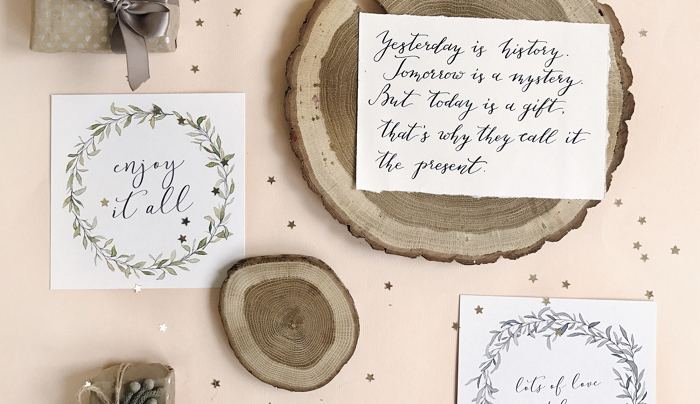 Yesterday is history.
Tomorrow is a mystery.
But today is a gift,
that's why they call it
the present.
enjoy
it all
lots of love